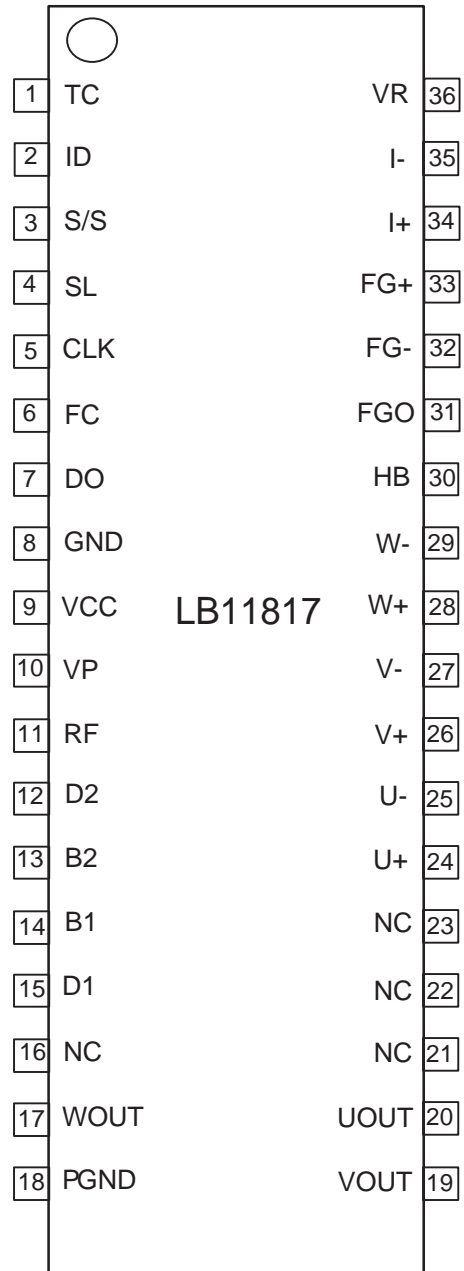 1 TC VR 36
2 ID I- 35
3 S/S I+ 34
4 SL FG+ 33
5 CLK FG- 32
6 FC FGO 31
7 DO HB 30
8 GND W- 29
9 VCC LB11817 W+ 28
10 VP V- 27
11 RF V+ 26
12 D2 U- 25
13 B2 U+ 24
14 B1 NC 23
15 D1 NC 22
16 NC NC 21
17 WOUT UOUT 20
18 PGND VOUT 19